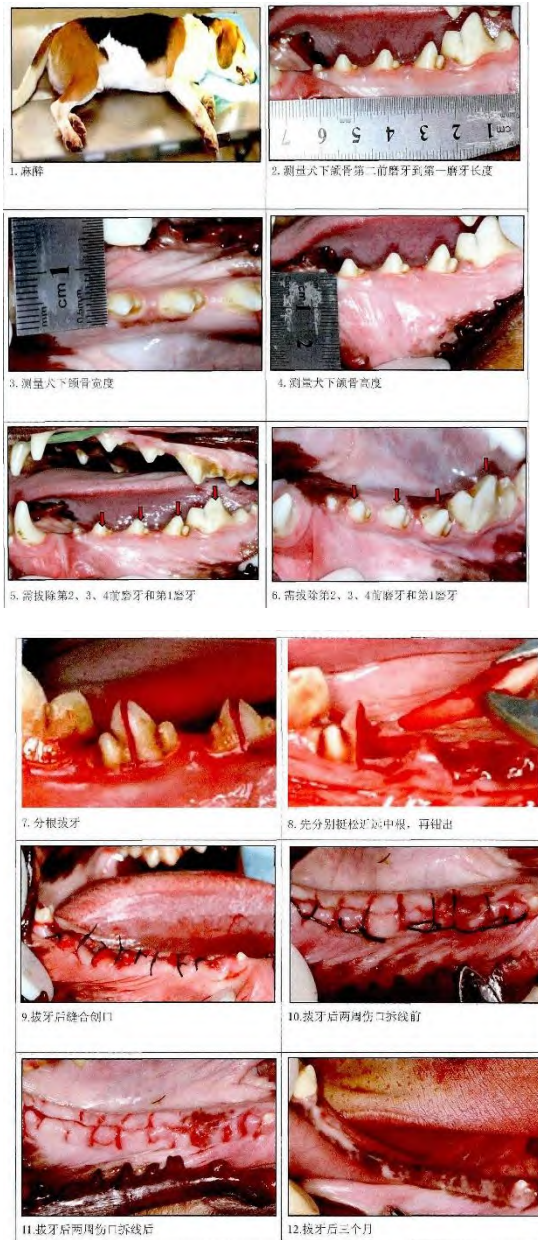 1.麻醉
2.测量犬下颌骨第二前磨牙到第一磨牙长度
3.测量犬下颌骨宽度
4.测量犬下颌骨高度
5.需拔除第2、3、4前磨牙和第1磨牙
6.需拔除第2、3、4前磨牙和第1磨牙
7.分根拔牙
8.先分别挺松近远中根，再钳出
9.拔牙后缝合创口
10.拔牙后两周伤口拆线前
11.拔牙后两周伤口拆线后
12.拔牙后三个月